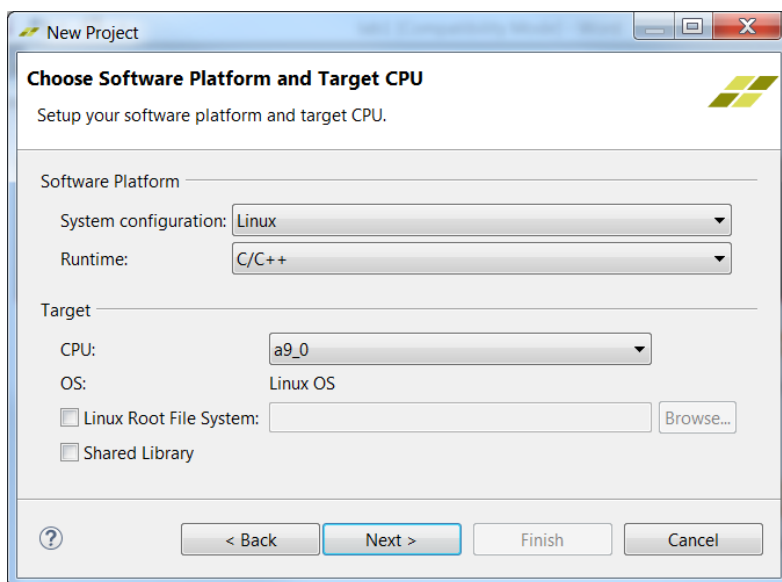 New Project
Choose Software Platform and Target CPU
Setup your software platform and target CPU.
Software Platform
System configuration: Linux
Runtime: C/C++
Target
CPU: a9_0
OS: Linux OS
Linux Root File System: Browse...
Shared Library
< Back Next > Finish Cancel